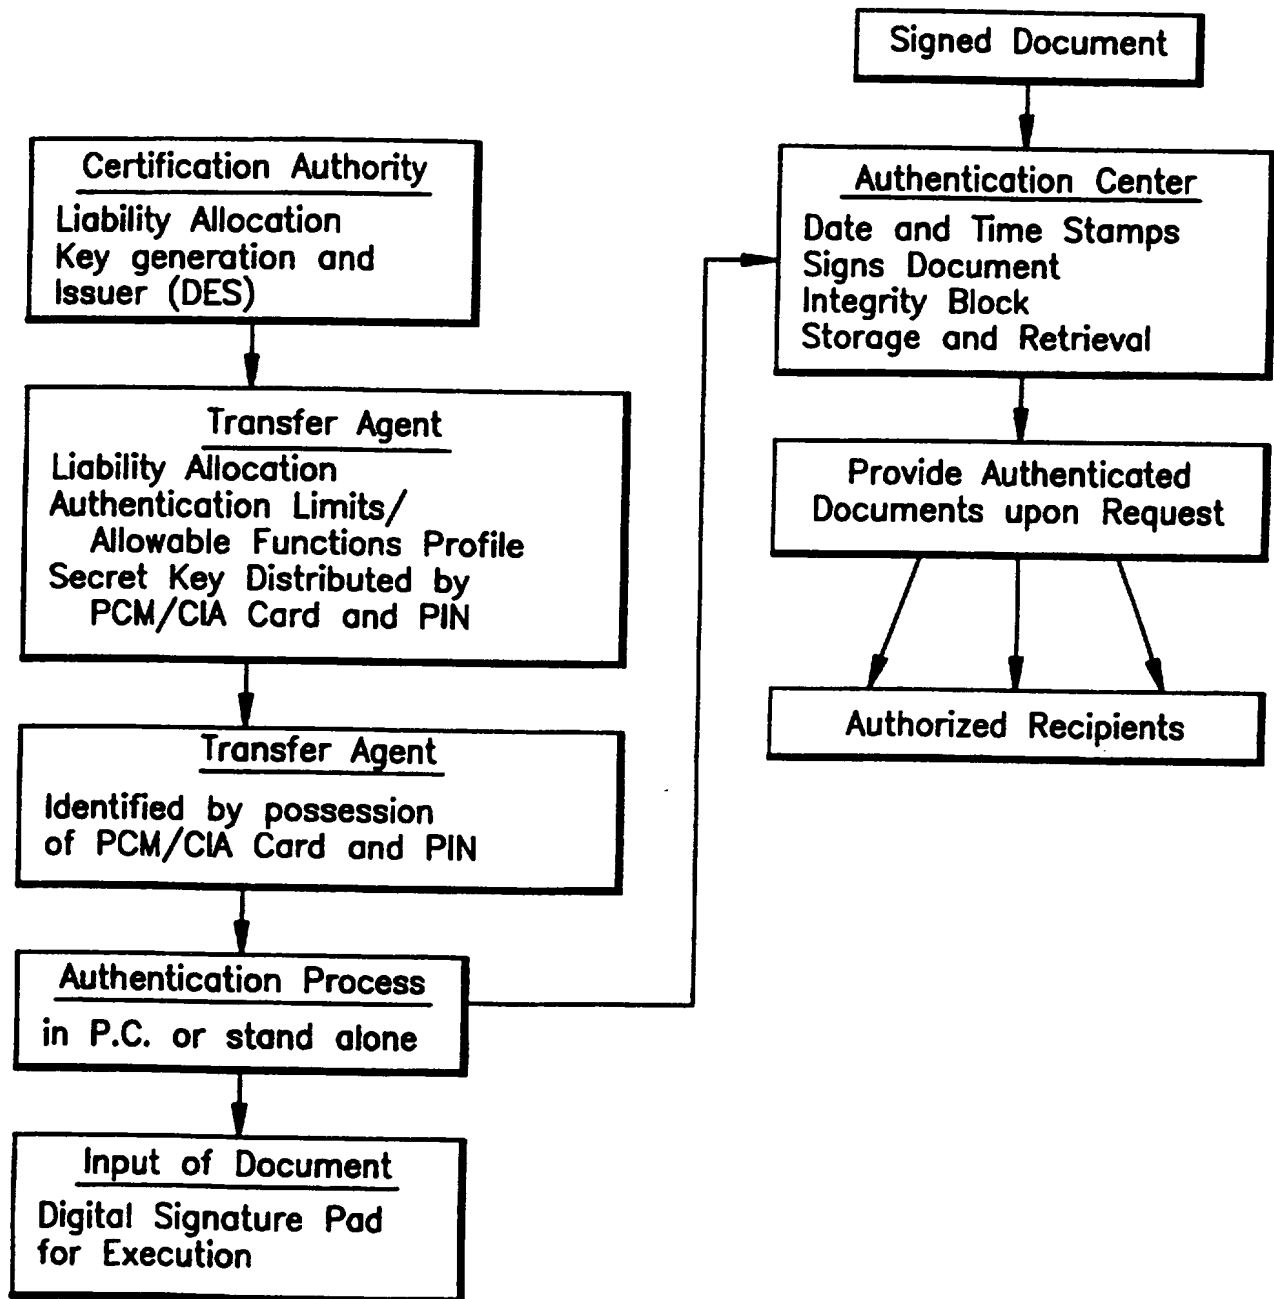 Certification Authority
Liability Allocation
Key generation and
Issuer (DES)
Transfer Agent
Liability Allocation
Authentication Limits/
Allowable Functions Profile
Secret Key Distributed by
PCM/CIA Card and PIN
Transfer Agent
Identified by possession
of PCM/CIA Card and PIN
Authentication Process
in P.C. or stand alone
Input of Document
Digital Signature Pad
for Execution
Signed Document
Authentication Center
Date and Time Stamps
Signs Document
Integrity Block
Storage and Retrieval
Provide Authenticated
Documents upon Request
Authorized Recipients